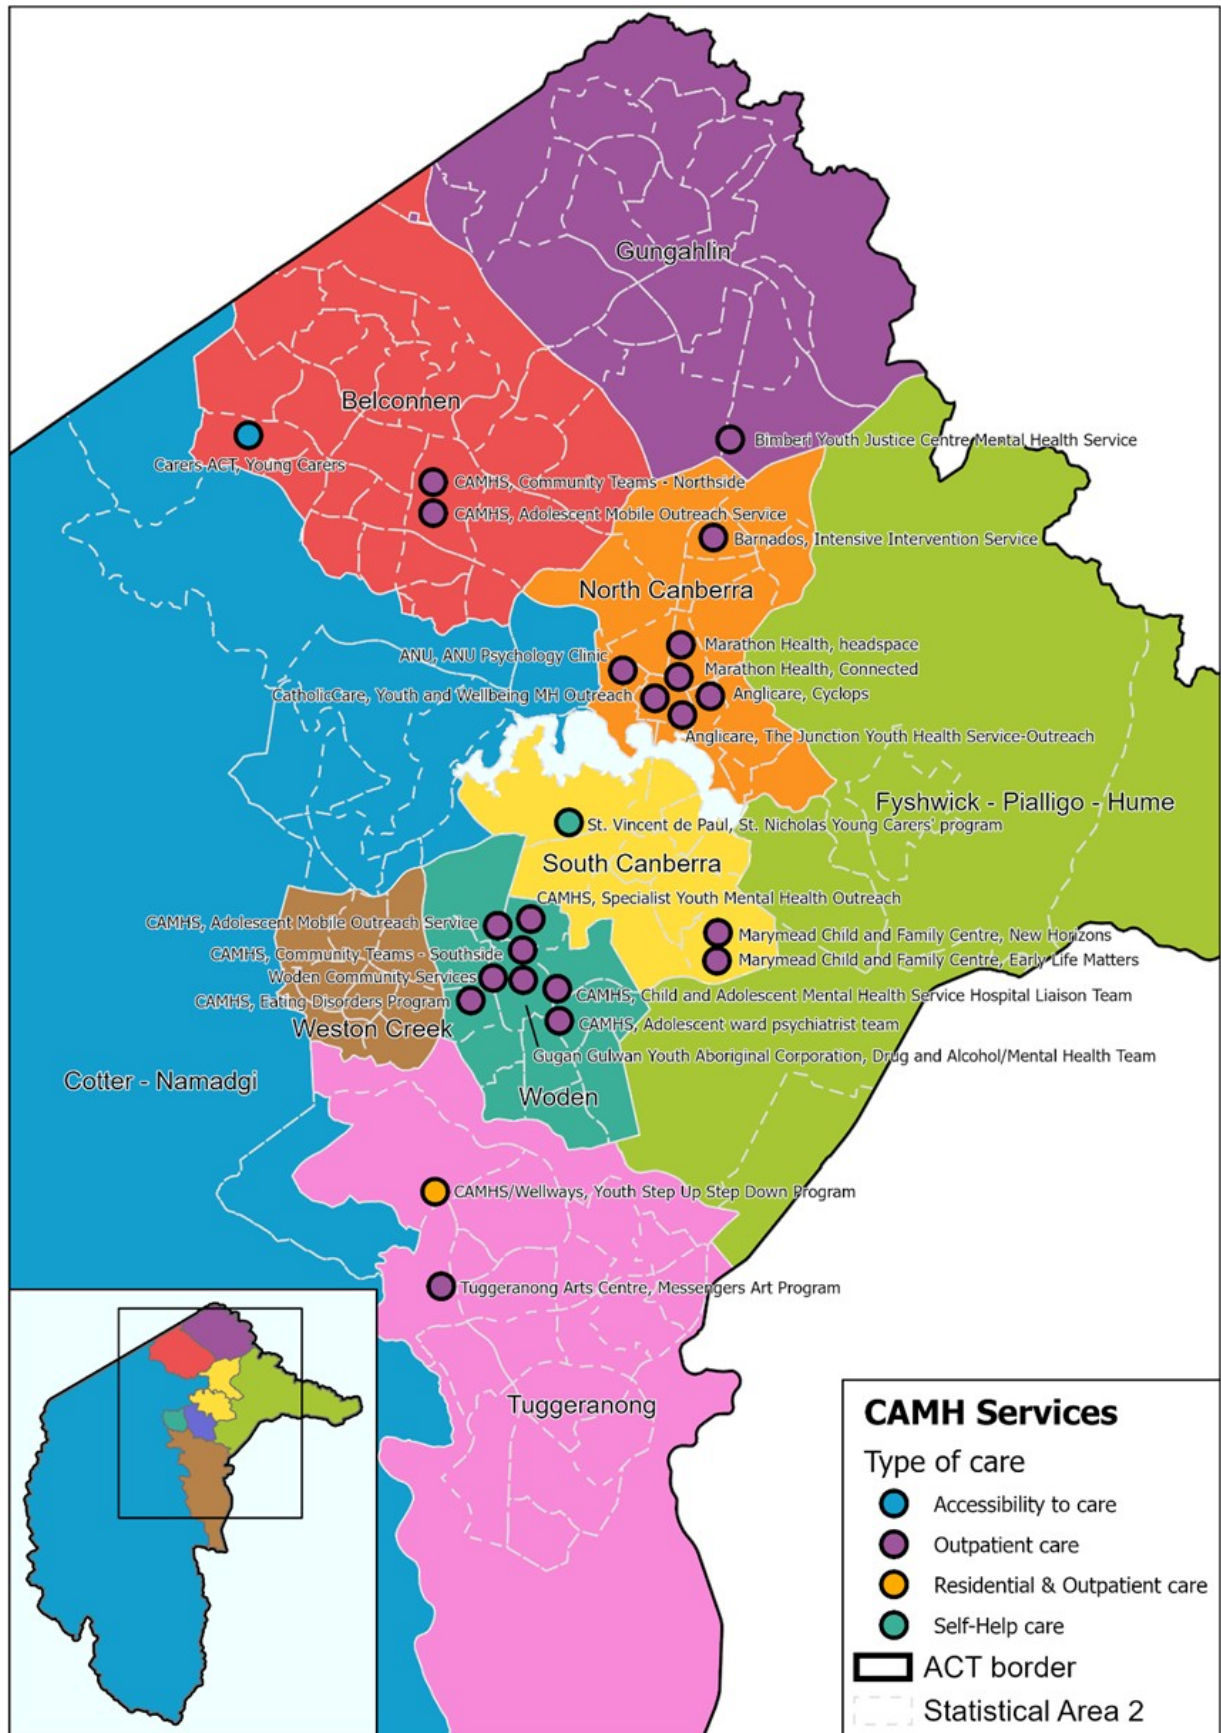 Gungahlin
Belconnen
Bimberi Youth Justice Centre Mental Health Service
Carers ACT, Young Carers
CAMHS, Community Teams - Northside
CAMHS, Adolescent Mobile Outreach Service
Barnados, Intensive Intervention Service
North Canberra
Marathon Health, headspace
ANU, ANU Psychology Clinic
Marathon Health, Connected
CatholicCare, Youth and Wellbeing MH Outreach
Anglicare, Cyclops
Anglicare, The Junction Youth Health Service-Outreach
Fyshwick - Pialligo - Hume
St. Vincent de Paul, St. Nicholas Young Carers' program
South Canberra
CAMHS, Specialist Youth Mental Health Outreach
CAMHS, Adolescent Mobile Outreach Service
Marymead Child and Family Centre, New Horizons
CAMHS, Community Teams - Southside
Marymead Child and Family Centre, Early Life Matters
Woden Community Services
CAMHS, Child and Adolescent Mental Health Service Hospital Liaison Team
CAMHS, Eating Disorders Program
CAMHS, Adolescent ward psychiatrist team
Weston Creek
Gugan Gulwan Youth Aboriginal Corporation, Drug and Alcohol/Mental Health Team
Cotter - Namadgi
Woden
CAMHS/Wellways, Youth Step Up Step Down Program
Tuggeranong Arts Centre, Messengers Art Program
Tuggeranong
CAMH Services
Type of care
Accessibility to care
Outpatient care
Residential & Outpatient care
Self-Help care
ACT border
Statistical Area 2